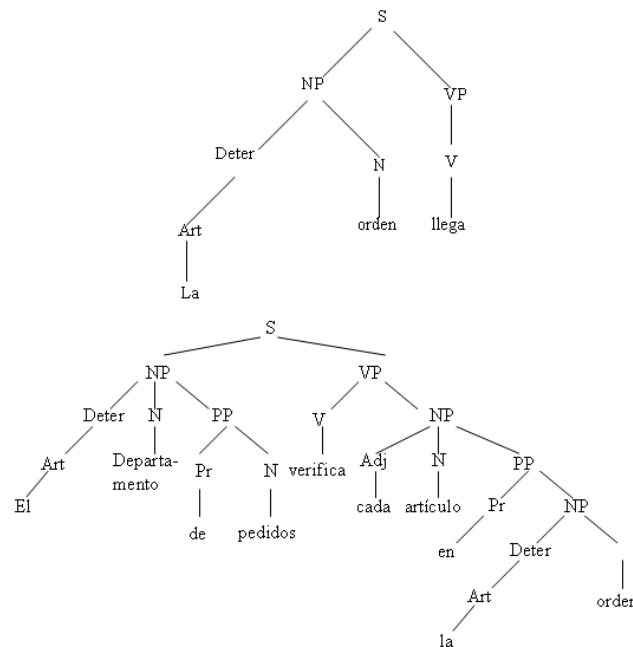 S
NP VP
Deter N V
orden llega
Art
La
S
NP VP
Deter N PP V NP
Art Departa-
mento Pr N verifica Adj N PP
El cada artículo Pr NP
de pedidos
en Deter
Art orden
la